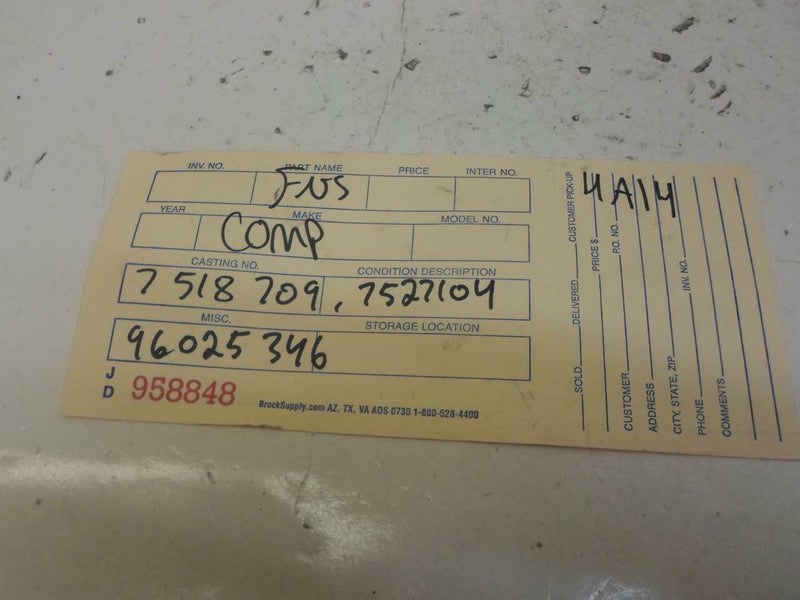 INV. NO. PART NAME PRICE INTER NO.
FNS
YEAR MAKE MODEL NO.
COMP
CASTING NO. CONDITION DESCRIPTION
7 518 709, 7527104
MISC. STORAGE LOCATION
96025346
JD 958848
BrockSupply.com AZ, TX, VA ADS 0730 1-800-528-4400
4A14
SOLD DELIVERED CUSTOMER PICK-UP
PRICE $
CUSTOMER P.O. NO.
ADDRESS
CITY, STATE, ZIP
PHONE INV. NO.
COMMENTS